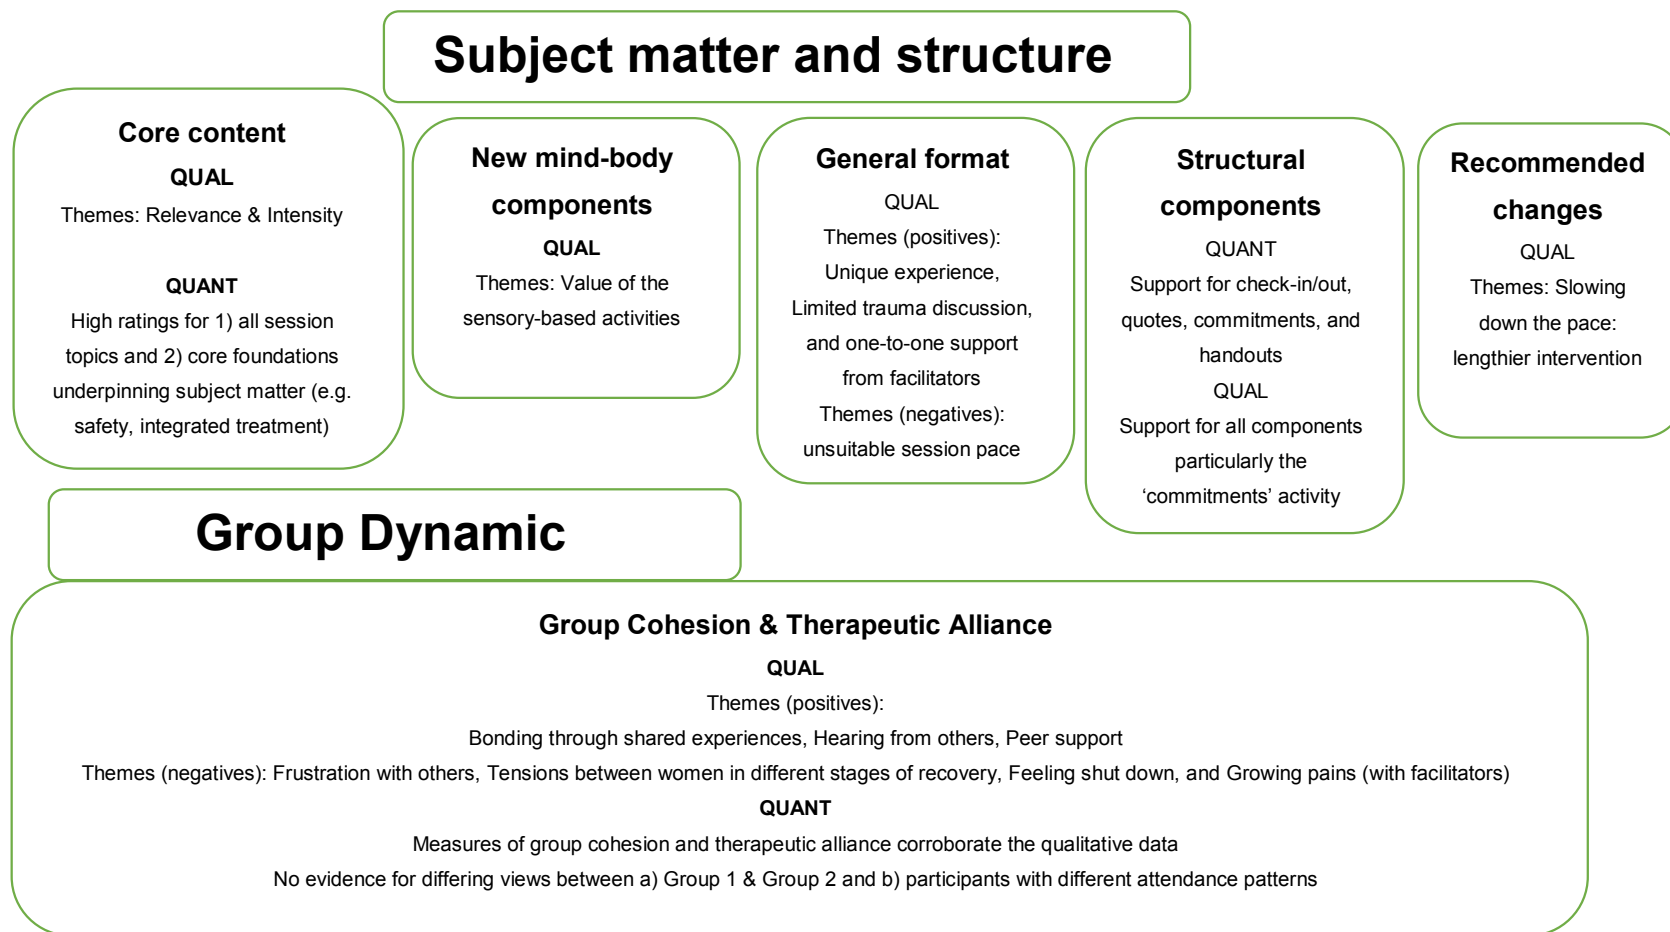 Subject matter and structure
Core content
QUAL
Themes: Relevance & Intensity
QUANT
High ratings for 1) all session
topics and 2) core foundations
underpinning subject matter (e.g.
safety, integrated treatment)
New mind-body
components
QUAL
Themes: Value of the
sensory-based activities
General format
QUAL
Themes (positives):
Unique experience,
Limited trauma discussion,
and one-to-one support
from facilitators
Themes (negatives):
unsuitable session pace
Structural
components
QUANT
Support for check-in/out,
quotes, commitments, and
handouts
QUAL
Support for all components
particularly the
‘commitments’ activity
Recommended
changes
QUAL
Themes: Slowing
down the pace:
lengthier intervention
Group Dynamic
Group Cohesion & Therapeutic Alliance
QUAL
Themes (positives):
Bonding through shared experiences, Hearing from others, Peer support
Themes (negatives): Frustration with others, Tensions between women in different stages of recovery, Feeling shut down, and Growing pains (with facilitators)
QUANT
Measures of group cohesion and therapeutic alliance corroborate the qualitative data
No evidence for differing views between a) Group 1 & Group 2 and b) participants with different attendance patterns